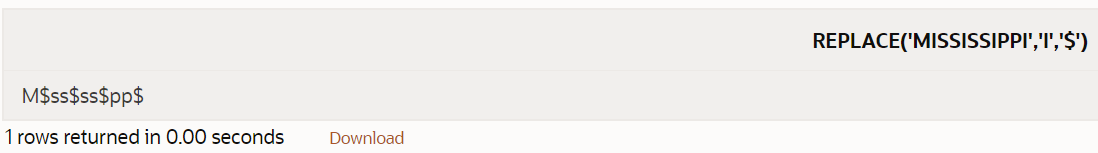 REPLACE('MISSISSIPPI','I','$')
M$ss$ss$pp$
1 rows returned in 0.00 seconds Download